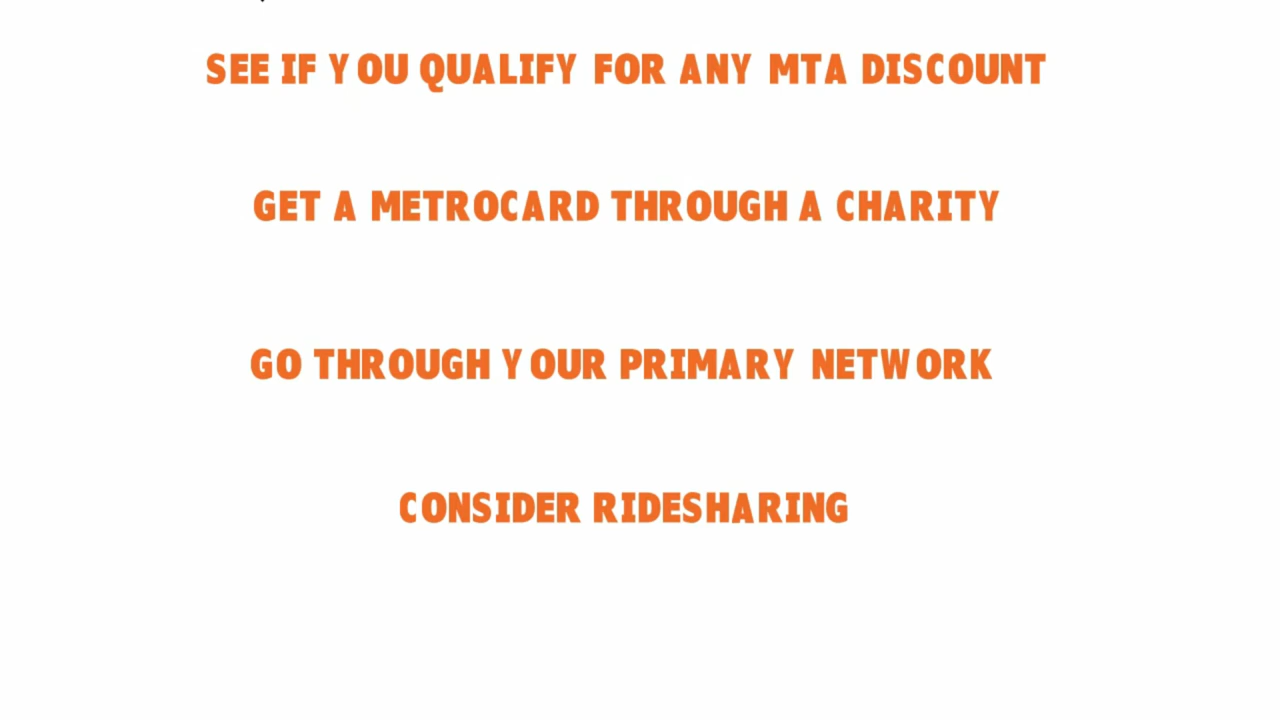 SEE IF YOU QUALIFY FOR ANY MTA DISCOUNT
GET A METROCARD THROUGH A CHARITY
GO THROUGH YOUR PRIMARY NETWORK
CONSIDER RIDESHARING